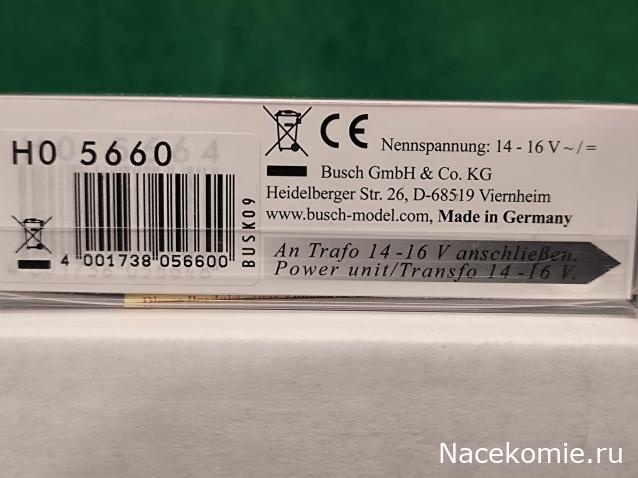 H0 5660
4 001738 056600
BUSK09
CE
Nennspannung: 14 - 16 V ~ / =
Busch GmbH & Co. KG
Heidelberger Str. 26, D-68519 Viernheim
www.busch-model.com, Made in Germany
An Trafo 14 -16 V anschließen.
Power unit/Transfo 14 -16 V.
Nacekomie.ru